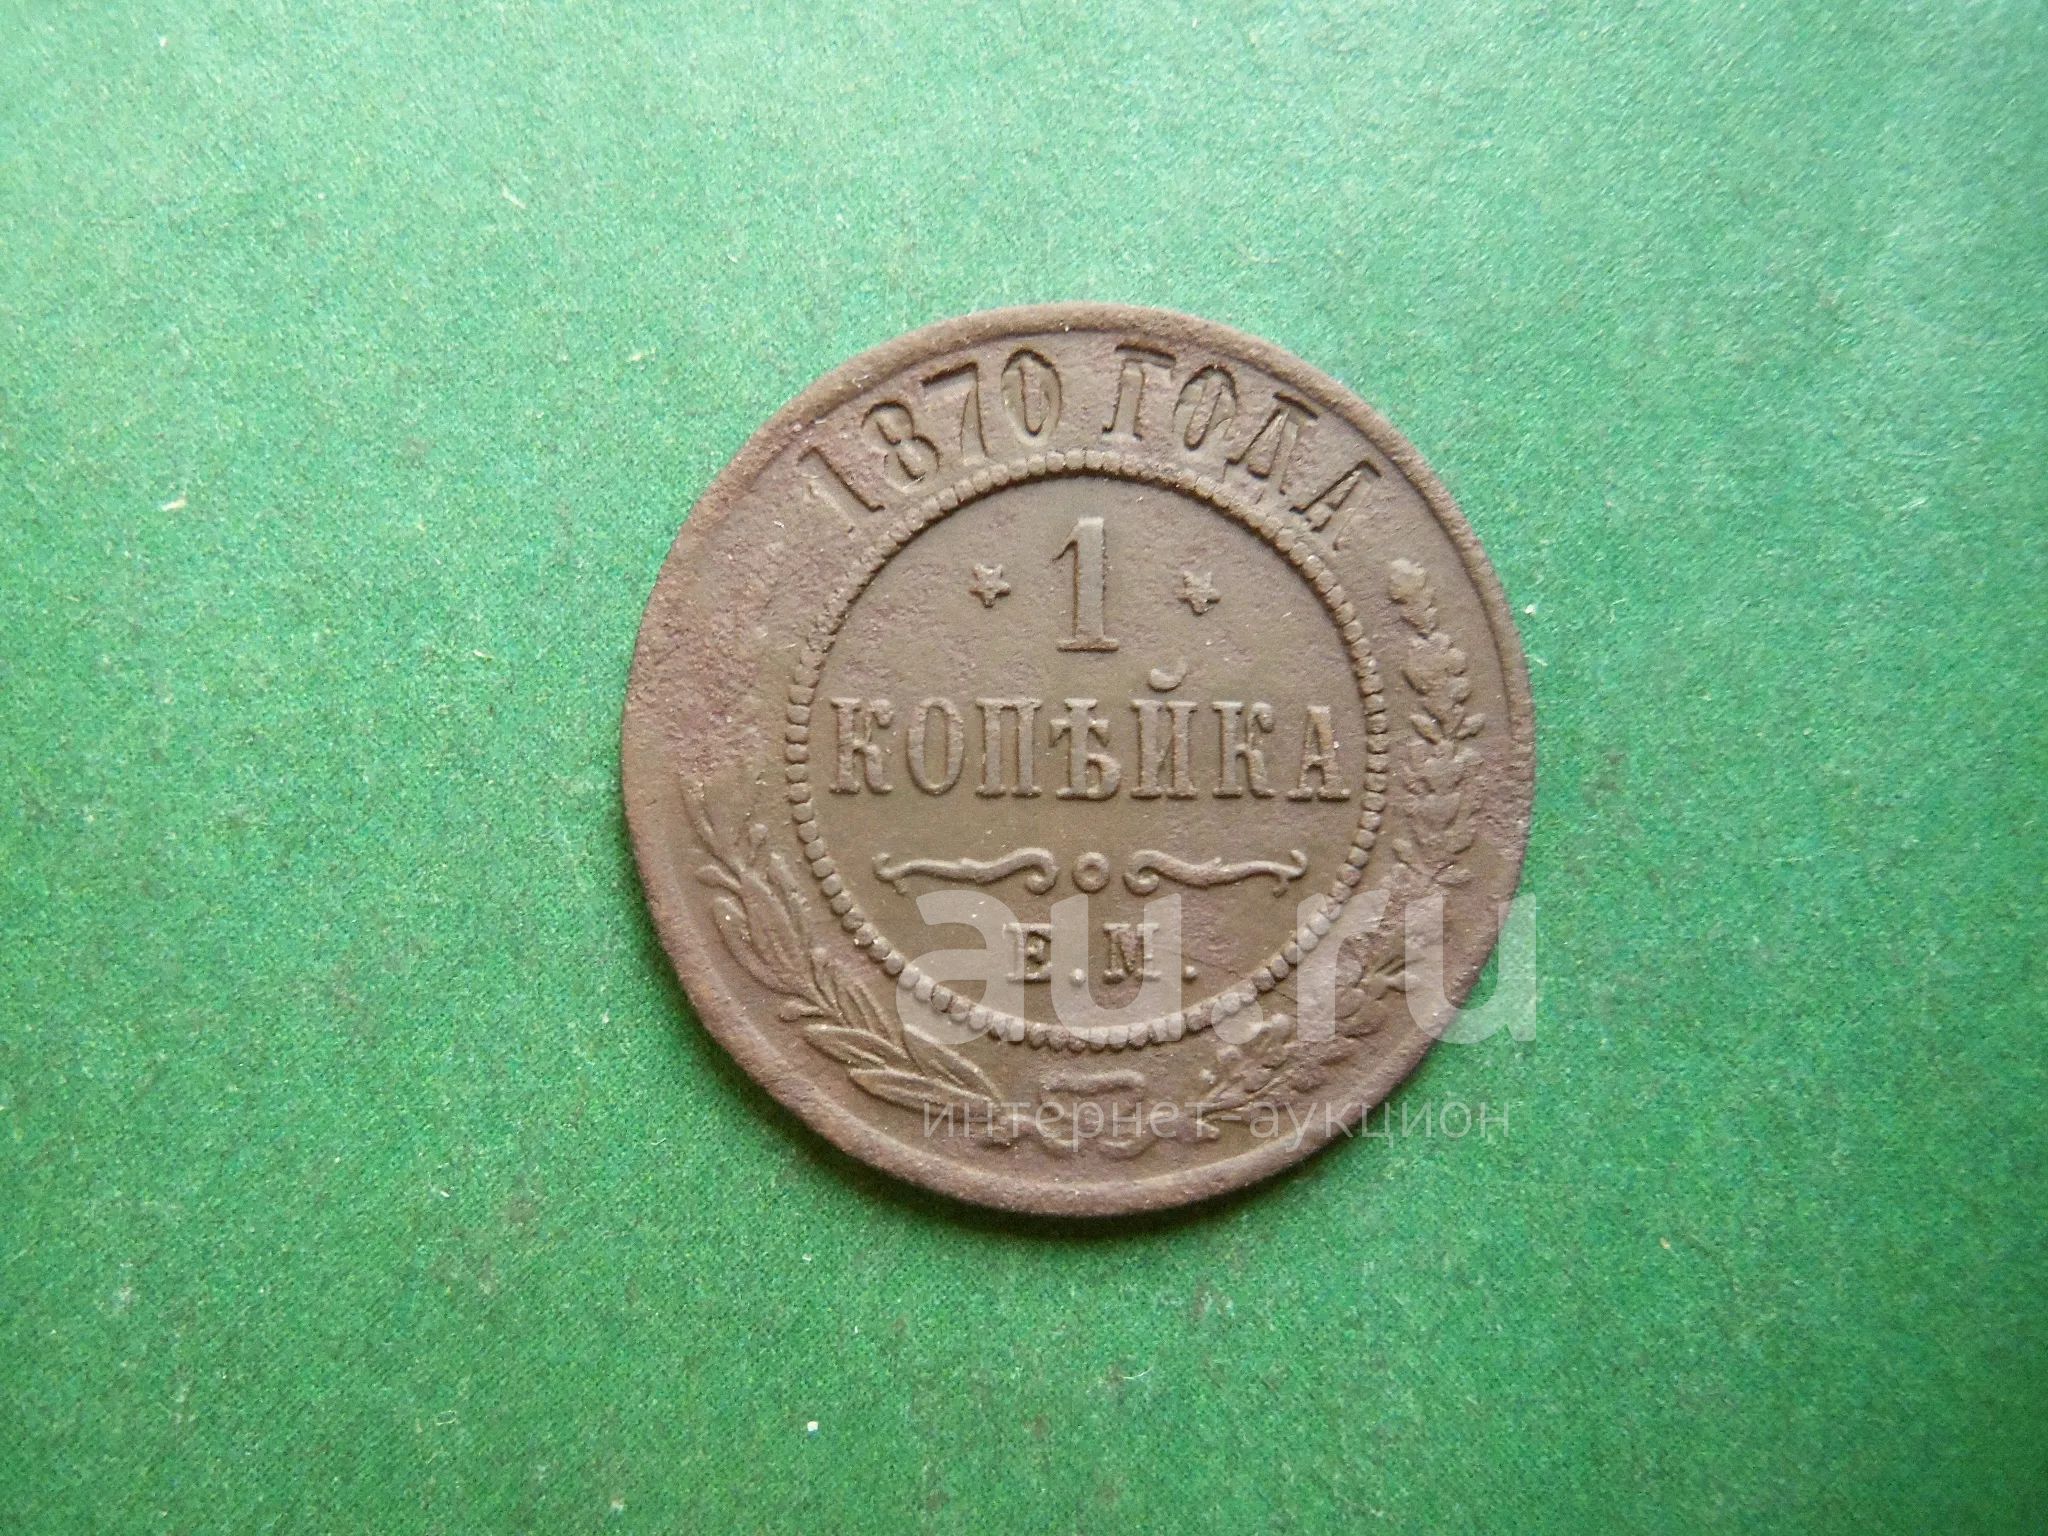 1870 ГОДА
* 1 *
КОПѢЙКА
Е.М.
au.ru
интернет-аукцион